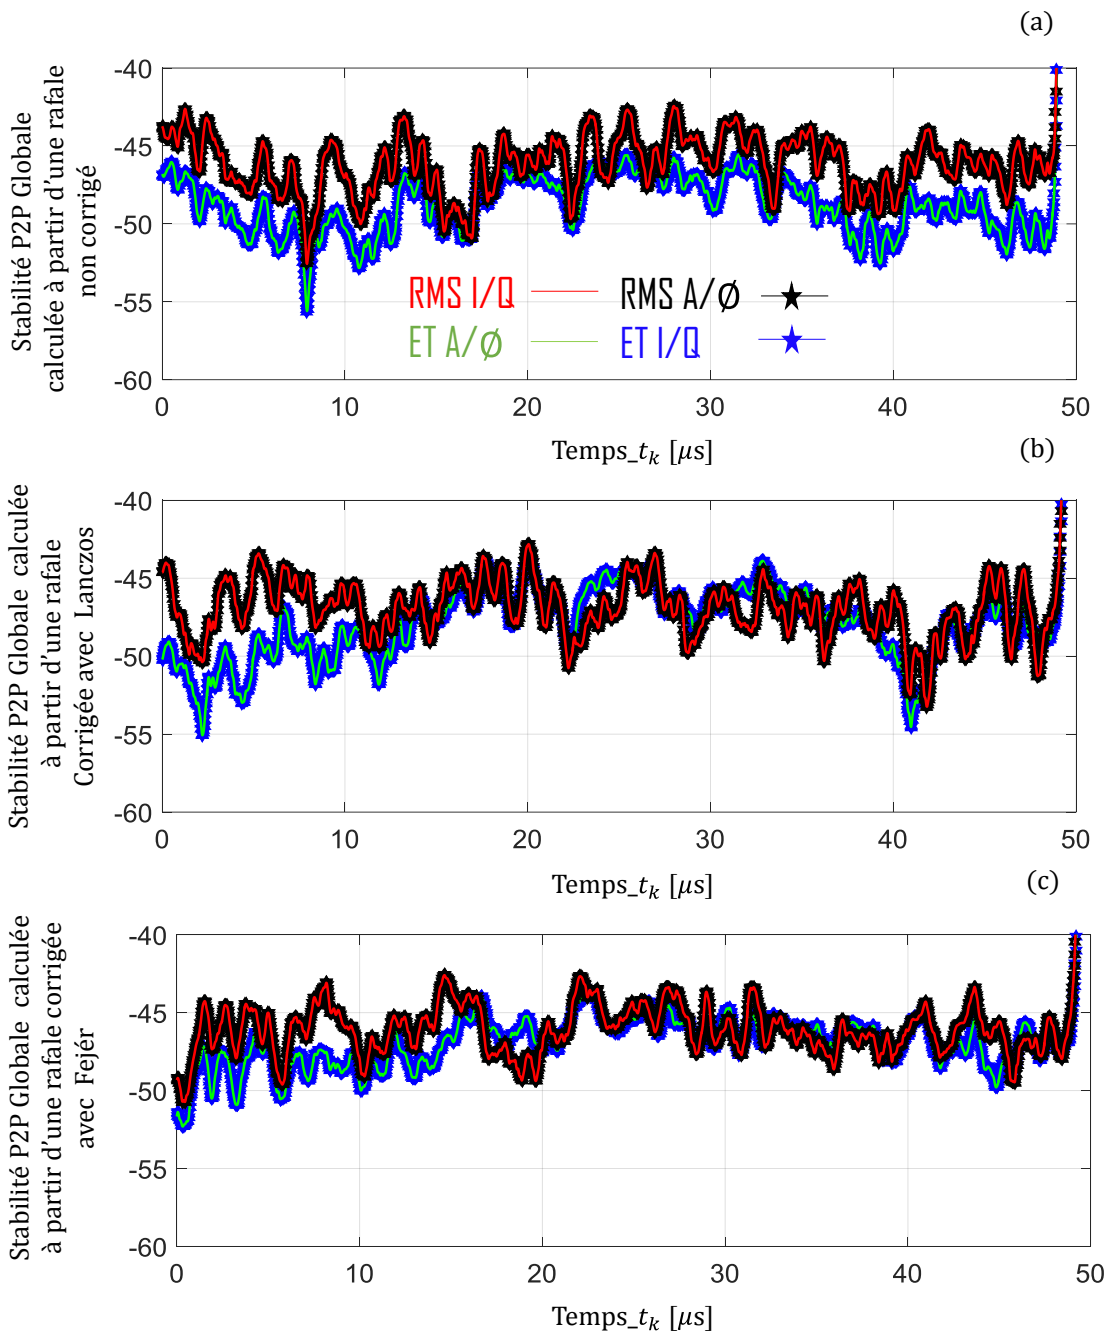 (a)
Stabilité P2P Globale
calculée à partir d'une rafale
non corrigé
-40
-45
-50
-55
-60
RMS I/Q
RMS A/Ø
ET A/Ø
ET I/Q
0
10
20
30
40
50
Temps_tₖ [μs]
(b)
Stabilité P2P Globale calculée
à partir d'une rafale
Corrigée avec Lanczos
-40
-45
-50
-55
-60
0
10
20
30
40
50
Temps_tₖ [μs]
(c)
Stabilité P2P Globale calculée
à partir d'une rafale corrigée
avec Fejér
-40
-45
-50
-55
-60
0
10
20
30
40
50
Temps_tₖ [μs]